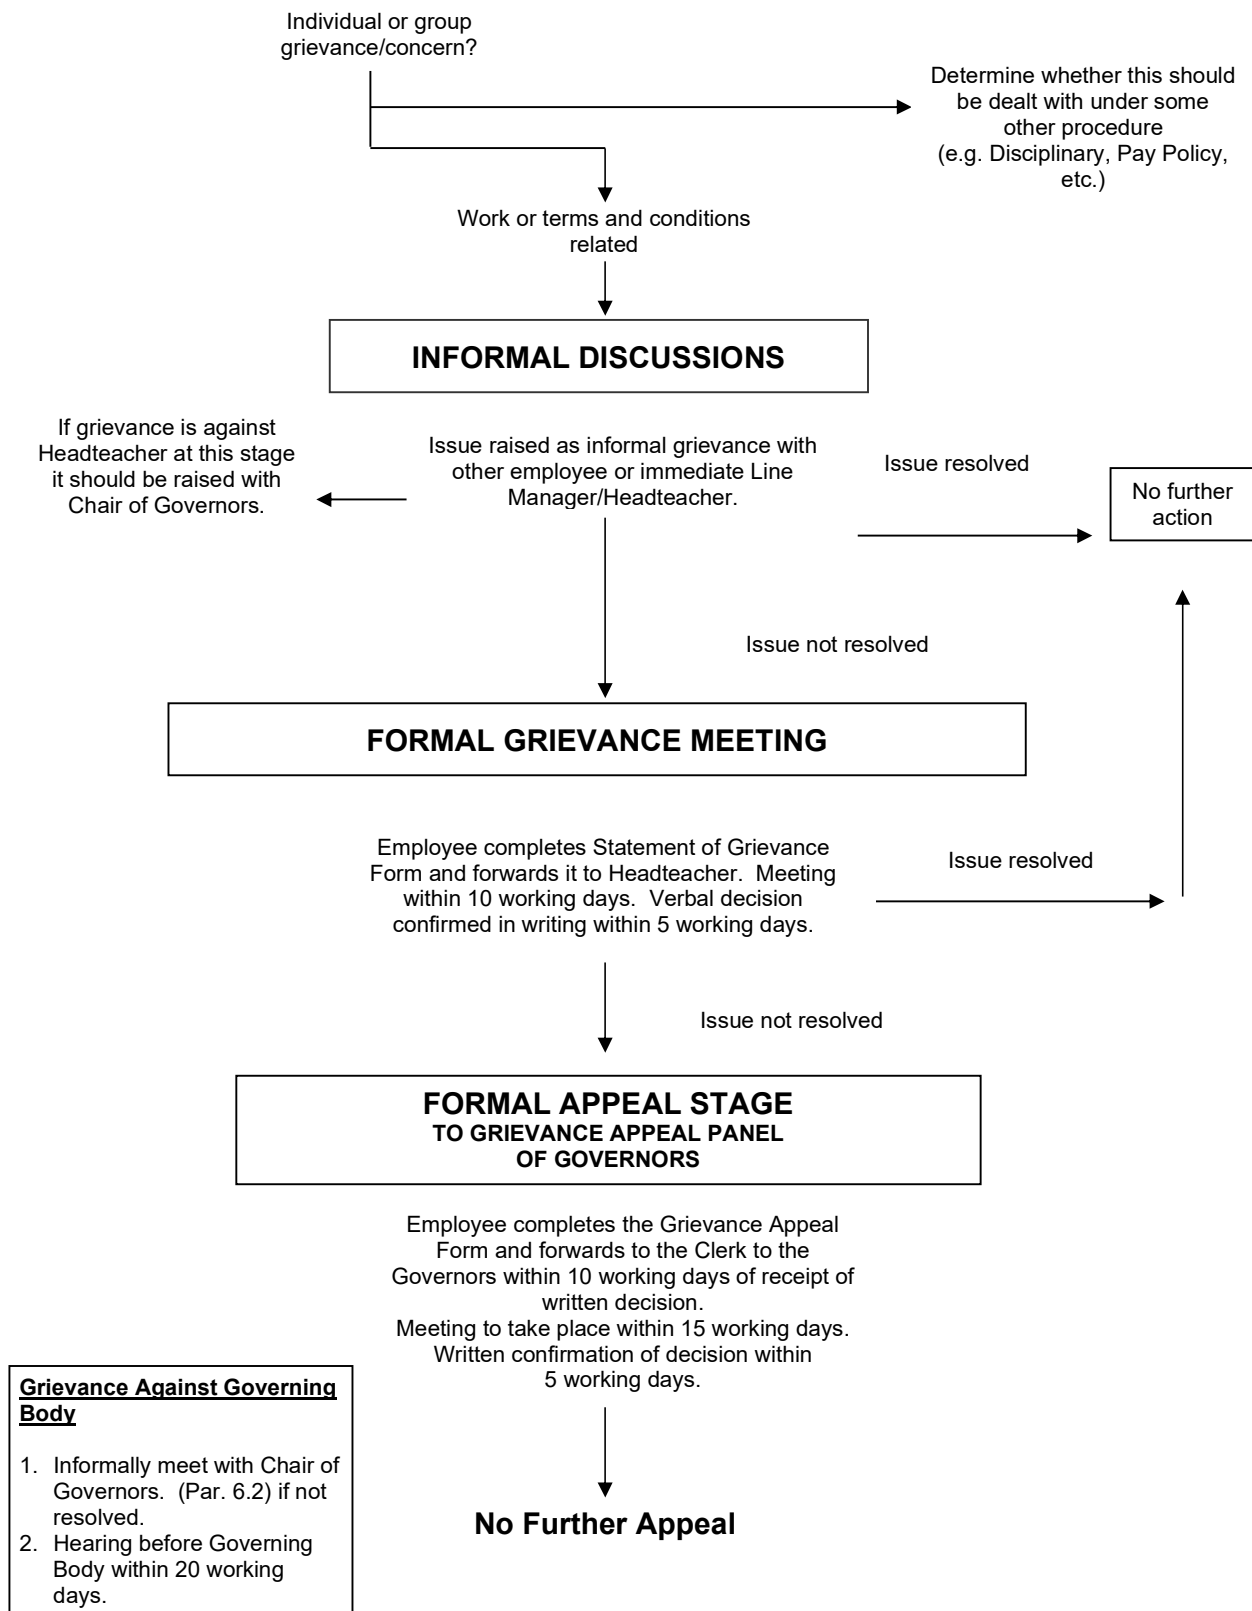 Individual or group
grievance/concern?
Determine whether this should
be dealt with under some
other procedure
(e.g. Disciplinary, Pay Policy,
etc.)
Work or terms and conditions
related
INFORMAL DISCUSSIONS
If grievance is against
Headteacher at this stage
it should be raised with
Chair of Governors.
Issue raised as informal grievance with
other employee or immediate Line
Manager/Headteacher.
Issue resolved
No further
action
Issue not resolved
FORMAL GRIEVANCE MEETING
Employee completes Statement of Grievance
Form and forwards it to Headteacher.  Meeting
within 10 working days.  Verbal decision
confirmed in writing within 5 working days.
Issue resolved
Issue not resolved
FORMAL APPEAL STAGE
TO GRIEVANCE APPEAL PANEL
OF GOVERNORS
Employee completes the Grievance Appeal
Form and forwards to the Clerk to the
Governors within 10 working days of receipt of
written decision.
Meeting to take place within 15 working days.
Written confirmation of decision within
5 working days.
Grievance Against Governing
Body
1. Informally meet with Chair of
Governors.  (Par. 6.2) if not
resolved.
2. Hearing before Governing
Body within 20 working
days.
No Further Appeal